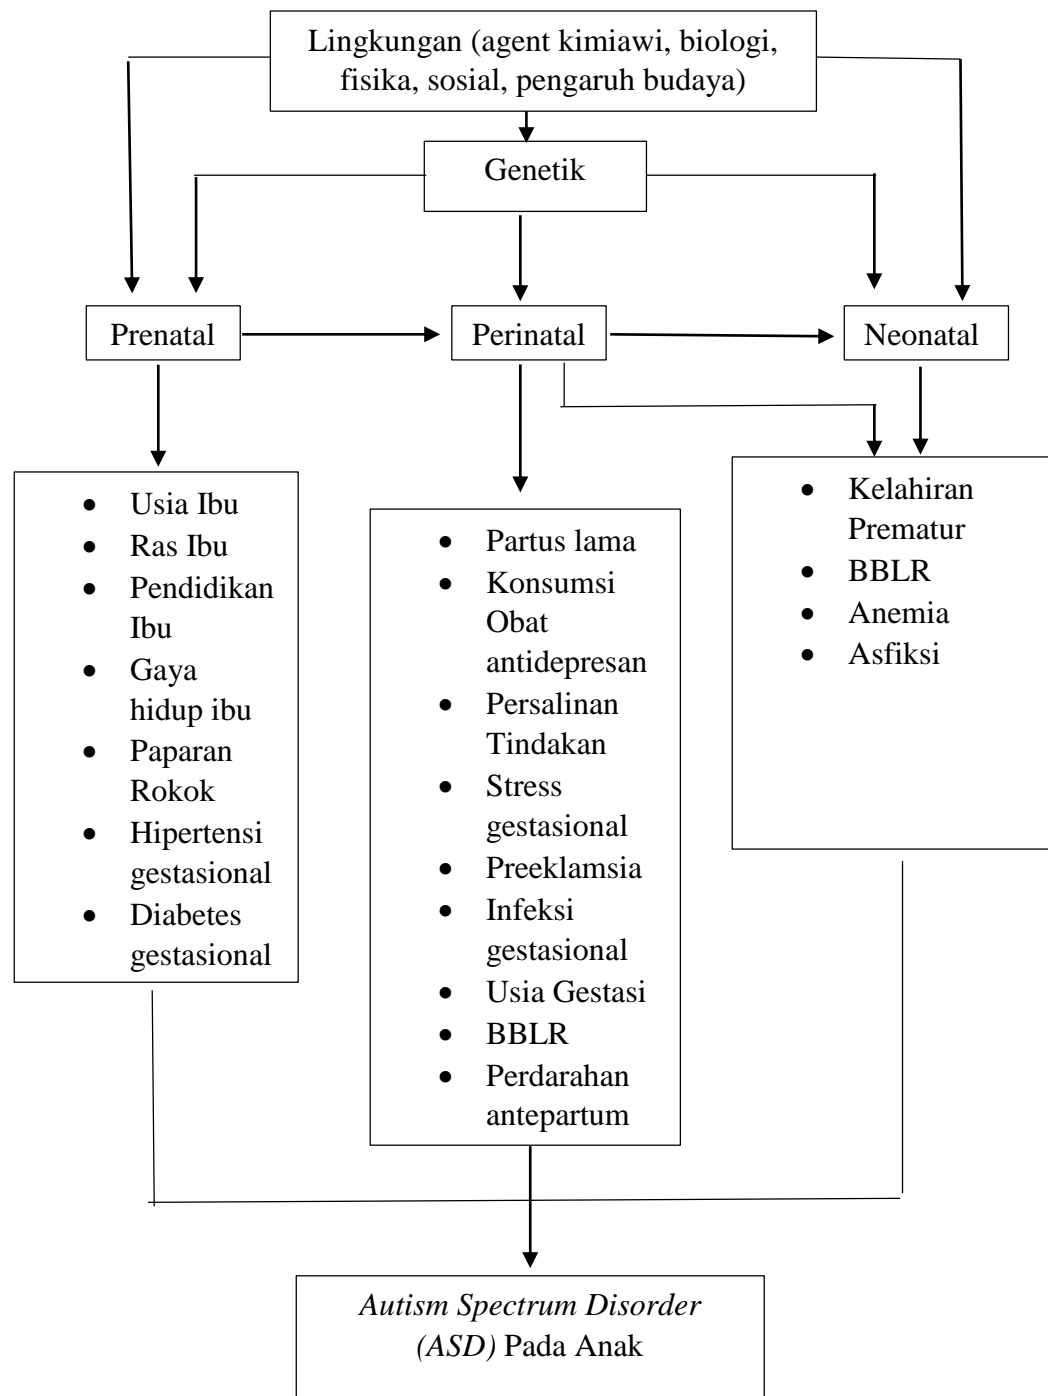 Lingkungan (agent kimiawi, biologi,
fisika, sosial, pengaruh budaya)
Genetik
Prenatal
Perinatal
Neonatal
• Usia Ibu
• Ras Ibu
• Pendidikan
Ibu
• Gaya
hidup ibu
• Paparan
Rokok
• Hipertensi
gestasional
• Diabetes
gestasional
• Partus lama
• Konsumsi
Obat
antidepresan
• Persalinan
Tindakan
• Stress
gestasional
• Preeklamsia
• Infeksi
gestasional
• Usia Gestasi
• BBLR
• Perdarahan
antepartum
• Kelahiran
Prematur
• BBLR
• Anemia
• Asfiksi
Autism Spectrum Disorder
(ASD) Pada Anak